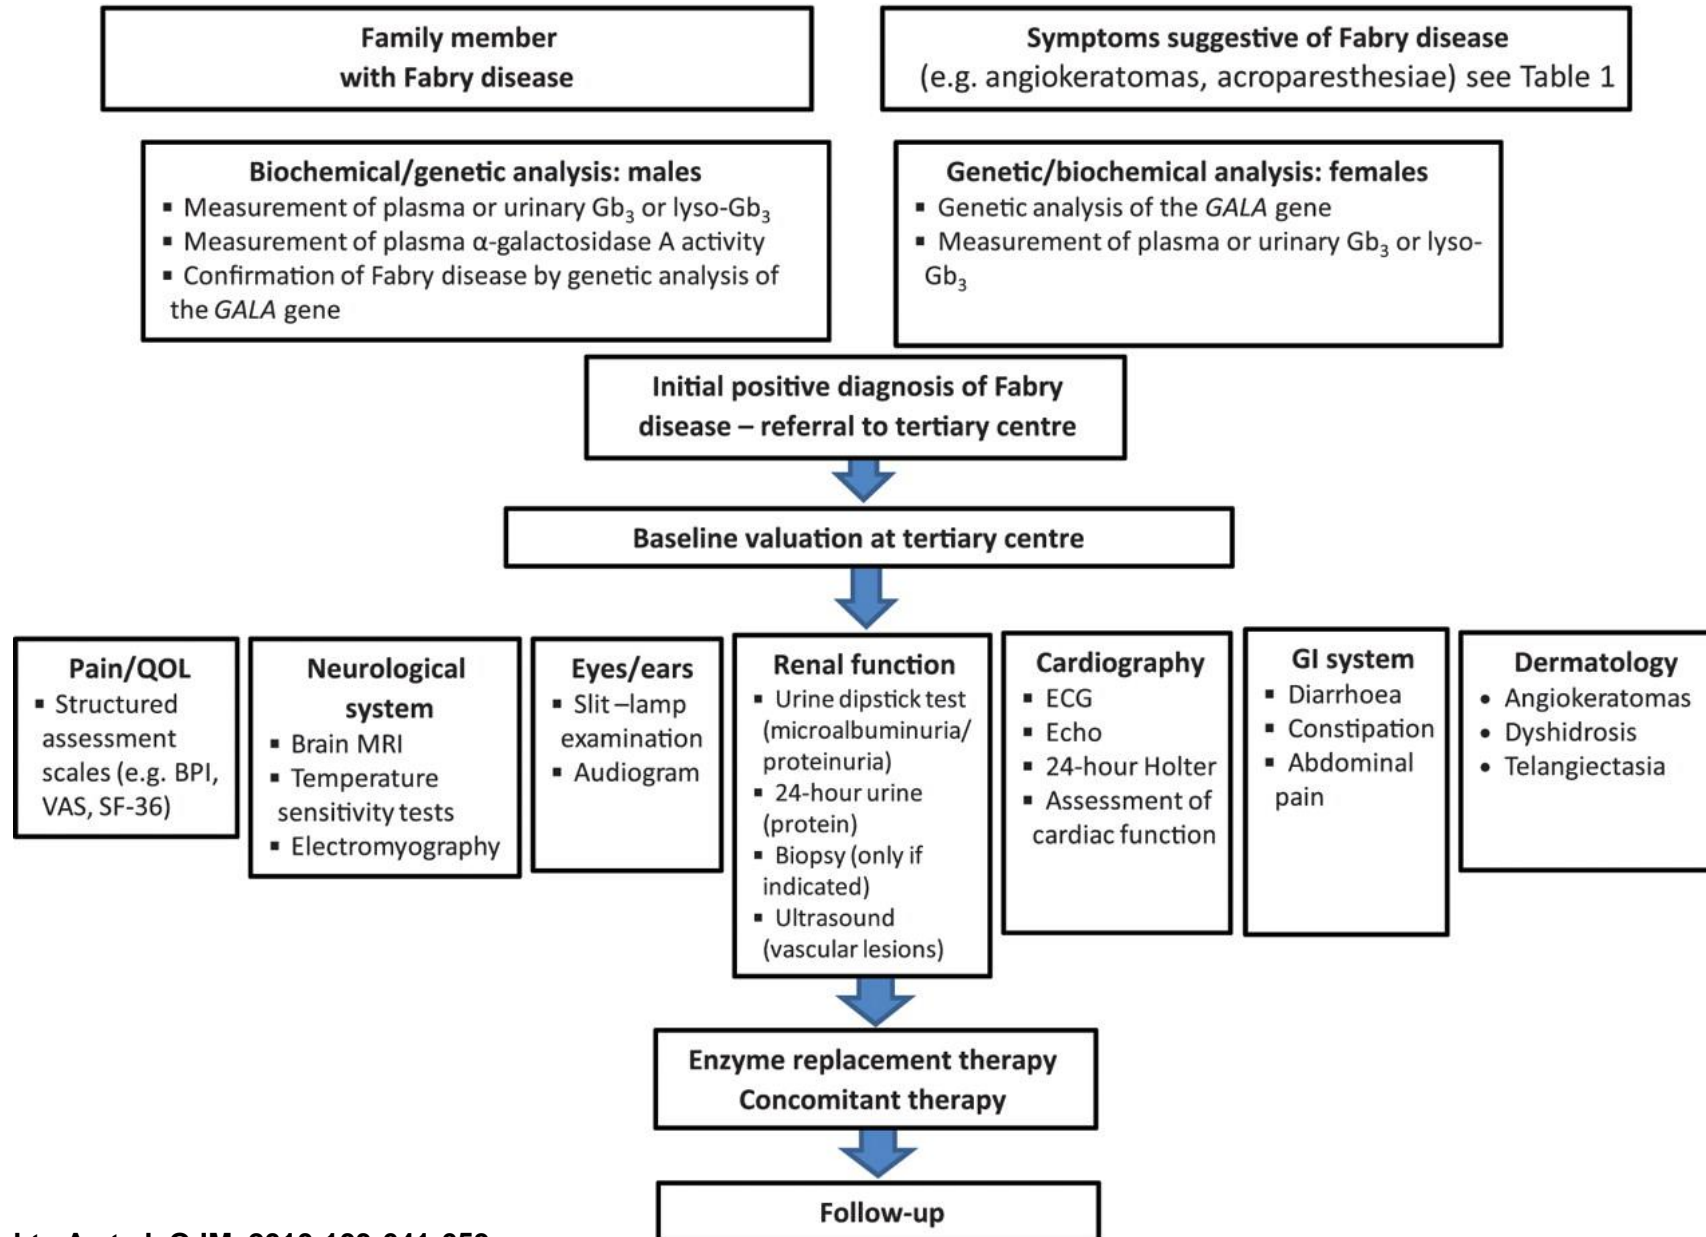 Family member
with Fabry disease
Symptoms suggestive of Fabry disease
(e.g. angiokeratomas, acroparesthesiae) see Table 1
Biochemical/genetic analysis: males
▪ Measurement of plasma or urinary Gb₃ or lyso-Gb₃
▪ Measurement of plasma α-galactosidase A activity
▪ Confirmation of Fabry disease by genetic analysis of
the GALA gene
Genetic/biochemical analysis: females
▪ Genetic analysis of the GALA gene
▪ Measurement of plasma or urinary Gb₃ or lyso-
Gb₃
Initial positive diagnosis of Fabry
disease – referral to tertiary centre
Baseline valuation at tertiary centre
Pain/QOL
▪ Structured
assessment
scales (e.g. BPI,
VAS, SF-36)
Neurological
system
▪ Brain MRI
▪ Temperature
sensitivity tests
▪ Electromyography
Eyes/ears
▪ Slit –lamp
examination
▪ Audiogram
Renal function
▪ Urine dipstick test
(microalbuminuria/
proteinuria)
▪ 24-hour urine
(protein)
▪ Biopsy (only if
indicated)
▪ Ultrasound
(vascular lesions)
Cardiography
▪ ECG
▪ Echo
▪ 24-hour Holter
▪ Assessment of
cardiac function
GI system
▪ Diarrhoea
▪ Constipation
▪ Abdominal
pain
Dermatology
• Angiokeratomas
• Dyshidrosis
• Telangiectasia
Enzyme replacement therapy
Concomitant therapy
Follow-up